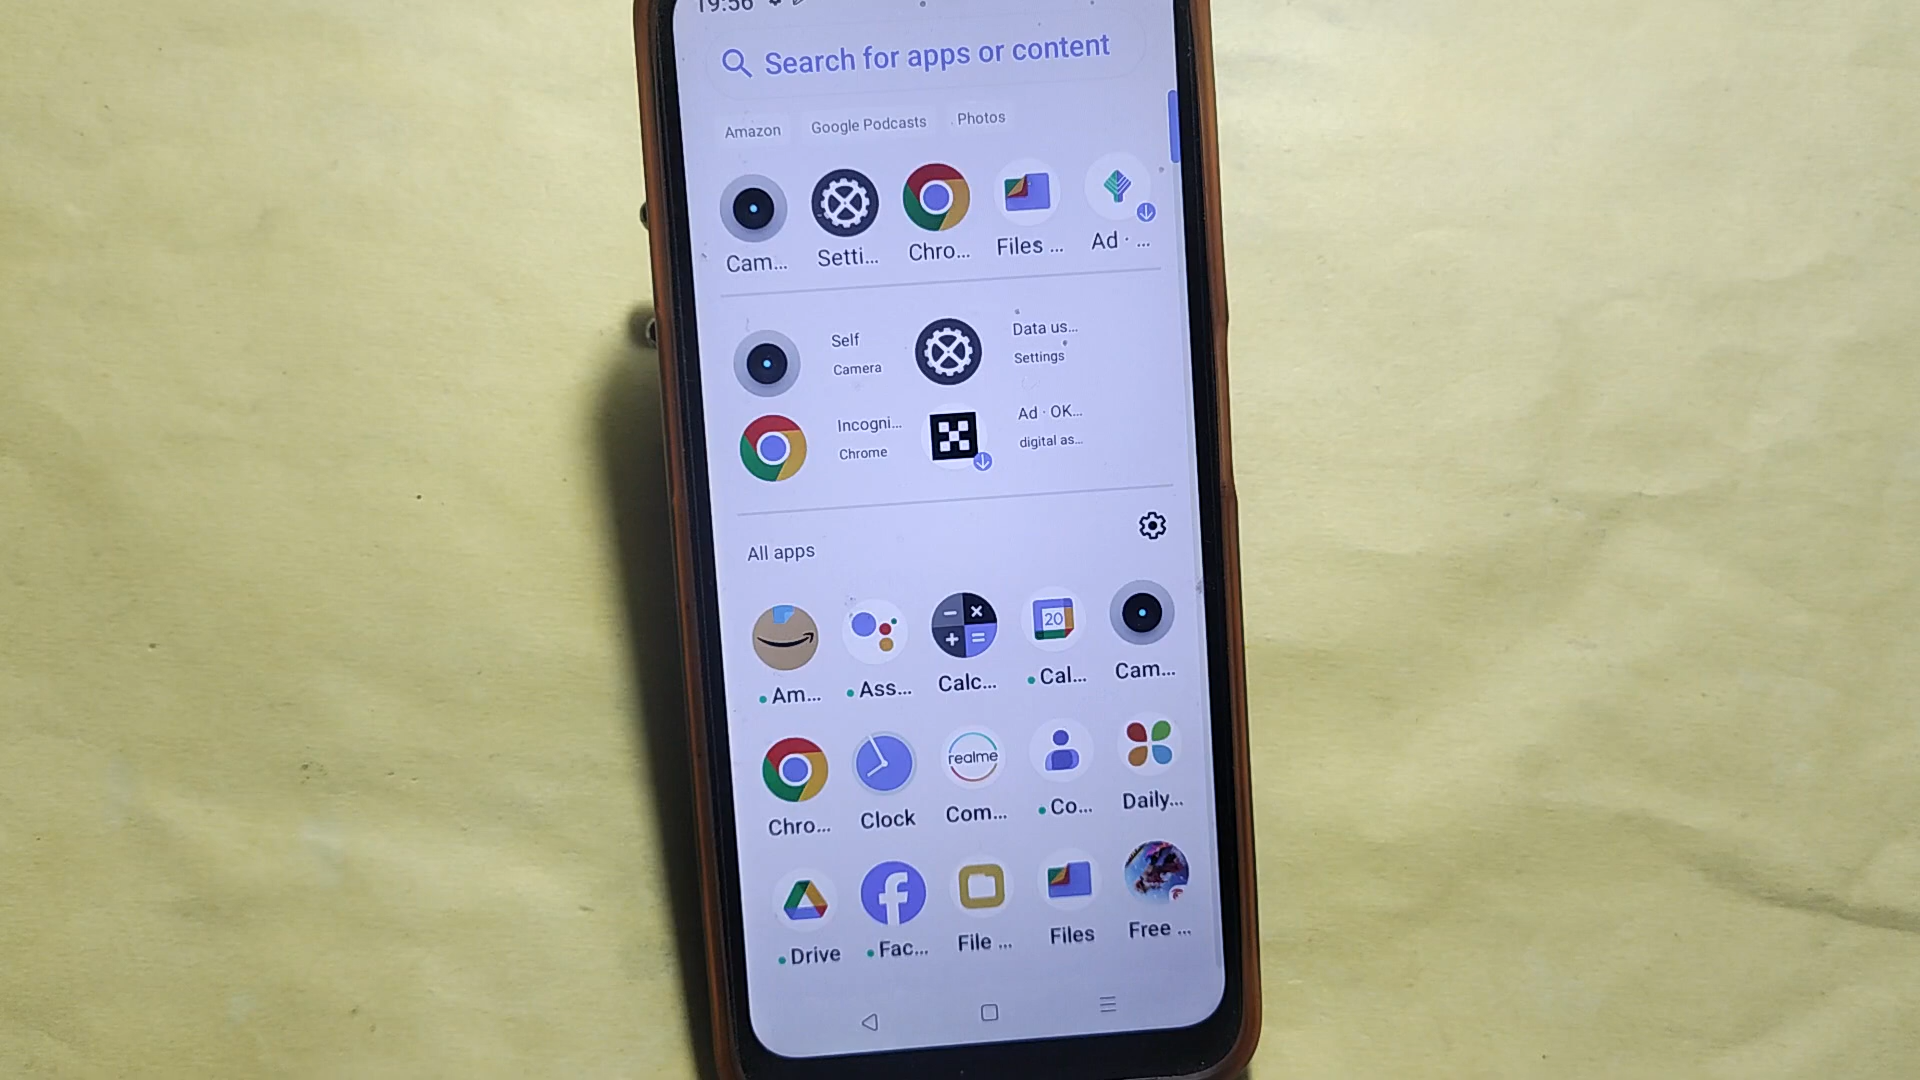 19:56
Search for apps or content
Amazon Google Podcasts Photos
Cam... Setti... Chro... Files ... Ad · ...
Self Data us...
Camera Settings
Incogni... Ad · OK...
Chrome digital as...
All apps
20
Am... Ass... Calc... Cal... Cam...
realme
Chro... Clock Com... Co... Daily...
Drive Fac... File ... Files Free ...